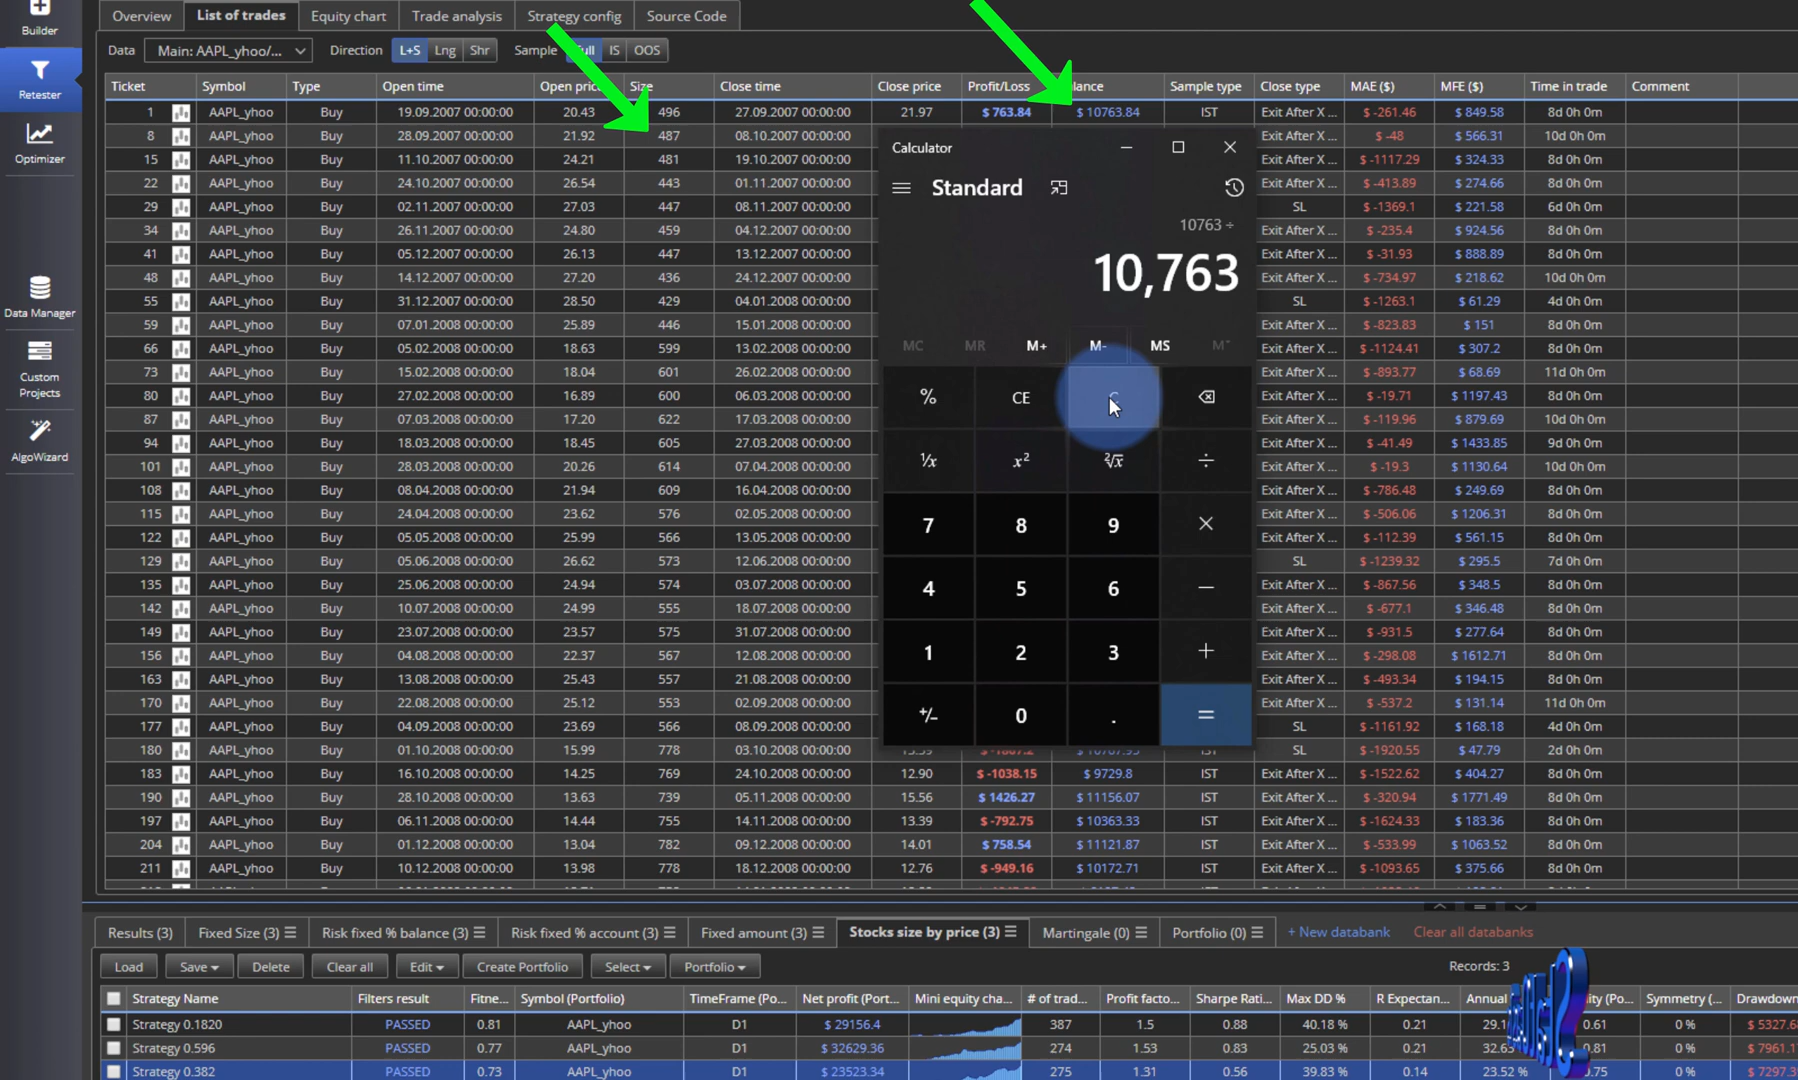 Builder
Retester
Optimizer
Data Manager
Custom Projects
AlgoWizard
Overview List of trades Equity chart Trade analysis Strategy config Source Code
Data Main: AAPL_yhoo/... Direction L+S Lng Shr Sample IS OOS
Ticket Symbol Type Open time Open pric Size Close time Close price Profit/Loss lance Sample type Close type MAE ($) MFE ($) Time in trade Comment
1 AAPL_yhoo Buy 19.09.2007 00:00:00 20.43 496 27.09.2007 00:00:00 21.97 $ 763.84 $ 10763.84 IST Exit After X ... $ -261.46 $ 849.58 8d 0h 0m
8 AAPL_yhoo Buy 28.09.2007 00:00:00 21.92 487 08.10.2007 00:00:00 Exit After X ... $ -48 $ 566.31 10d 0h 0m
15 AAPL_yhoo Buy 11.10.2007 00:00:00 24.21 481 19.10.2007 00:00:00 Exit After X ... $ -1117.29 $ 324.33 8d 0h 0m
22 AAPL_yhoo Buy 24.10.2007 00:00:00 26.54 443 01.11.2007 00:00:00 Exit After X ... $ -413.89 $ 274.66 8d 0h 0m
29 AAPL_yhoo Buy 02.11.2007 00:00:00 27.03 447 08.11.2007 00:00:00 SL $ -1369.1 $ 221.58 6d 0h 0m
34 AAPL_yhoo Buy 26.11.2007 00:00:00 24.80 459 04.12.2007 00:00:00 Exit After X ... $ -235.4 $ 924.56 8d 0h 0m
41 AAPL_yhoo Buy 05.12.2007 00:00:00 26.13 447 13.12.2007 00:00:00 Exit After X ... $ -31.93 $ 888.89 8d 0h 0m
48 AAPL_yhoo Buy 14.12.2007 00:00:00 27.20 436 24.12.2007 00:00:00 Exit After X ... $ -734.97 $ 218.62 10d 0h 0m
55 AAPL_yhoo Buy 31.12.2007 00:00:00 28.50 429 04.01.2008 00:00:00 SL $ -1263.1 $ 61.29 4d 0h 0m
59 AAPL_yhoo Buy 07.01.2008 00:00:00 25.89 446 15.01.2008 00:00:00 Exit After X ... $ -823.83 $ 151 8d 0h 0m
66 AAPL_yhoo Buy 05.02.2008 00:00:00 18.63 599 13.02.2008 00:00:00 Exit After X ... $ -1124.41 $ 307.2 8d 0h 0m
73 AAPL_yhoo Buy 15.02.2008 00:00:00 18.04 601 26.02.2008 00:00:00 Exit After X ... $ -893.77 $ 68.69 11d 0h 0m
80 AAPL_yhoo Buy 27.02.2008 00:00:00 16.89 600 06.03.2008 00:00:00 Exit After X ... $ -19.71 $ 1197.43 8d 0h 0m
87 AAPL_yhoo Buy 07.03.2008 00:00:00 17.20 622 17.03.2008 00:00:00 Exit After X ... $ -119.96 $ 879.69 10d 0h 0m
94 AAPL_yhoo Buy 18.03.2008 00:00:00 18.45 605 27.03.2008 00:00:00 Exit After X ... $ -41.49 $ 1433.85 9d 0h 0m
101 AAPL_yhoo Buy 28.03.2008 00:00:00 20.26 614 07.04.2008 00:00:00 Exit After X ... $ -19.3 $ 1130.64 10d 0h 0m
108 AAPL_yhoo Buy 08.04.2008 00:00:00 21.94 609 16.04.2008 00:00:00 Exit After X ... $ -786.48 $ 249.69 8d 0h 0m
115 AAPL_yhoo Buy 24.04.2008 00:00:00 23.62 576 02.05.2008 00:00:00 Exit After X ... $ -506.06 $ 1206.31 8d 0h 0m
122 AAPL_yhoo Buy 05.05.2008 00:00:00 25.99 566 13.05.2008 00:00:00 Exit After X ... $ -112.39 $ 561.15 8d 0h 0m
129 AAPL_yhoo Buy 05.06.2008 00:00:00 26.62 573 12.06.2008 00:00:00 SL $ -1239.32 $ 295.5 7d 0h 0m
135 AAPL_yhoo Buy 25.06.2008 00:00:00 24.94 574 03.07.2008 00:00:00 Exit After X ... $ -867.56 $ 348.5 8d 0h 0m
142 AAPL_yhoo Buy 10.07.2008 00:00:00 24.99 555 18.07.2008 00:00:00 Exit After X ... $ -677.1 $ 346.48 8d 0h 0m
149 AAPL_yhoo Buy 23.07.2008 00:00:00 23.57 575 31.07.2008 00:00:00 Exit After X ... $ -931.5 $ 277.64 8d 0h 0m
156 AAPL_yhoo Buy 04.08.2008 00:00:00 22.37 567 12.08.2008 00:00:00 Exit After X ... $ -298.08 $ 1612.71 8d 0h 0m
163 AAPL_yhoo Buy 13.08.2008 00:00:00 25.43 557 21.08.2008 00:00:00 Exit After X ... $ -493.34 $ 194.15 8d 0h 0m
170 AAPL_yhoo Buy 22.08.2008 00:00:00 25.12 553 02.09.2008 00:00:00 Exit After X ... $ -537.2 $ 131.14 11d 0h 0m
177 AAPL_yhoo Buy 04.09.2008 00:00:00 23.69 566 08.09.2008 00:00:00 SL $ -1161.92 $ 168.18 4d 0h 0m
180 AAPL_yhoo Buy 01.10.2008 00:00:00 15.99 778 03.10.2008 00:00:00 SL $ -1920.55 $ 47.79 2d 0h 0m
183 AAPL_yhoo Buy 16.10.2008 00:00:00 14.25 769 24.10.2008 00:00:00 12.90 $ -1038.15 $ 9729.8 IST Exit After X ... $ -1522.62 $ 404.27 8d 0h 0m
190 AAPL_yhoo Buy 28.10.2008 00:00:00 13.63 739 05.11.2008 00:00:00 15.56 $ 1426.27 $ 11156.07 IST Exit After X ... $ -320.94 $ 1771.49 8d 0h 0m
197 AAPL_yhoo Buy 06.11.2008 00:00:00 14.44 755 14.11.2008 00:00:00 13.39 $ -792.75 $ 10363.33 IST Exit After X ... $ -1624.33 $ 183.36 8d 0h 0m
204 AAPL_yhoo Buy 01.12.2008 00:00:00 13.04 782 09.12.2008 00:00:00 14.01 $ 758.54 $ 11121.87 IST Exit After X ... $ -533.99 $ 1063.52 8d 0h 0m
211 AAPL_yhoo Buy 10.12.2008 00:00:00 13.98 778 18.12.2008 00:00:00 12.76 $ -949.16 $ 10172.71 IST Exit After X ... $ -1093.65 $ 375.66 8d 0h 0m
Calculator
Standard
10763 ÷
10,763
MC MR M+ M- MS M˅
% CE C
¹/x x² ²√x ÷
7 8 9 ×
4 5 6 −
1 2 3 +
+/- 0 . =
Results (3) Fixed Size (3) Risk fixed % balance (3) Risk fixed % account (3) Fixed amount (3) Stocks size by price (3) Martingale (0) Portfolio (0) + New databank Clear all databanks
Load Save Delete Clear all Edit Create Portfolio Select Portfolio Records: 3
Strategy Name Filters result Fitne... Symbol (Portfolio) TimeFrame (Po... Net profit (Port... Mini equity cha... # of trad... Profit facto... Sharpe Rati... Max DD % R Expectan... Annual ity (Po... Symmetry (... Drawdown
Strategy 0.1820 PASSED 0.81 AAPL_yhoo D1 $ 29156.4 387 1.5 0.88 40.18 % 0.21 29.1 0.61 0 % $ 5327.6
Strategy 0.596 PASSED 0.77 AAPL_yhoo D1 $ 32629.36 274 1.53 0.83 25.03 % 0.21 32.6 0.81 0 % $ 7961.1
Strategy 0.382 PASSED 0.73 AAPL_yhoo D1 $ 23523.34 275 1.31 0.56 39.83 % 0.14 23.52 % 0.75 0 % $ 7297.3